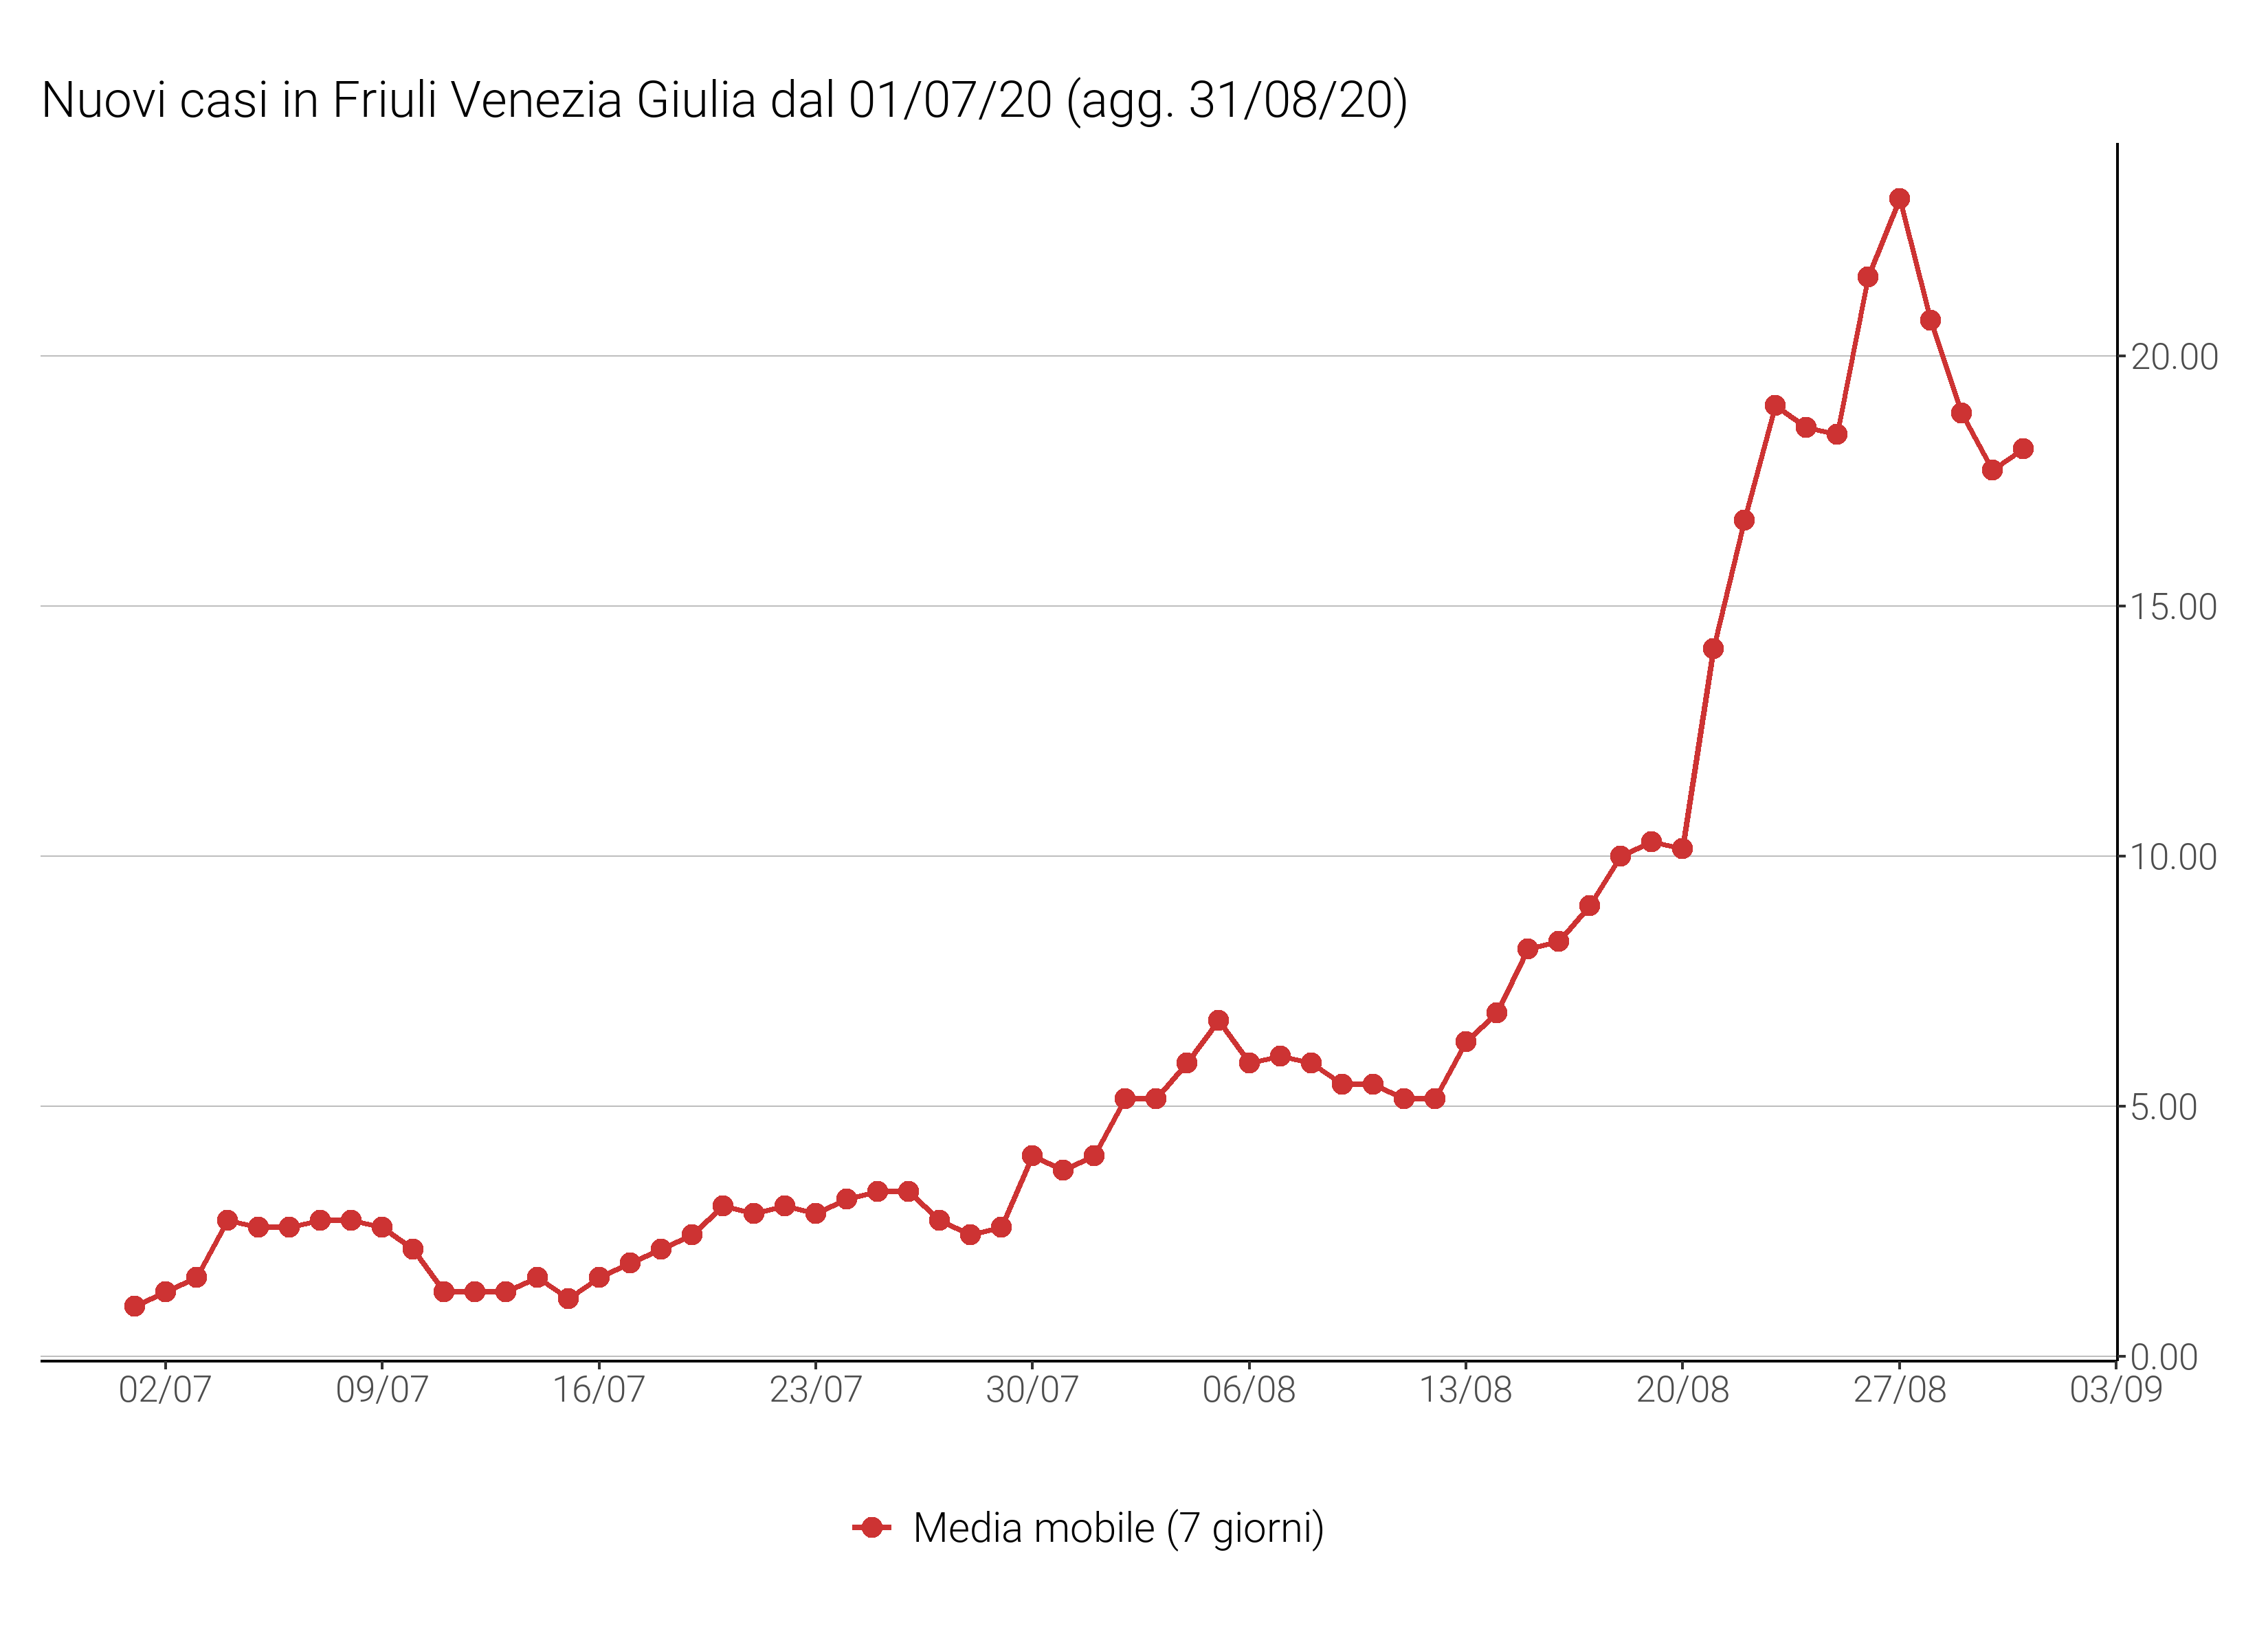 Nuovi casi in Friuli Venezia Giulia dal 01/07/20 (agg. 31/08/20)
20.00
15.00
10.00
5.00
0.00
02/07 09/07 16/07 23/07 30/07 06/08 13/08 20/08 27/08 03/09
Media mobile (7 giorni)